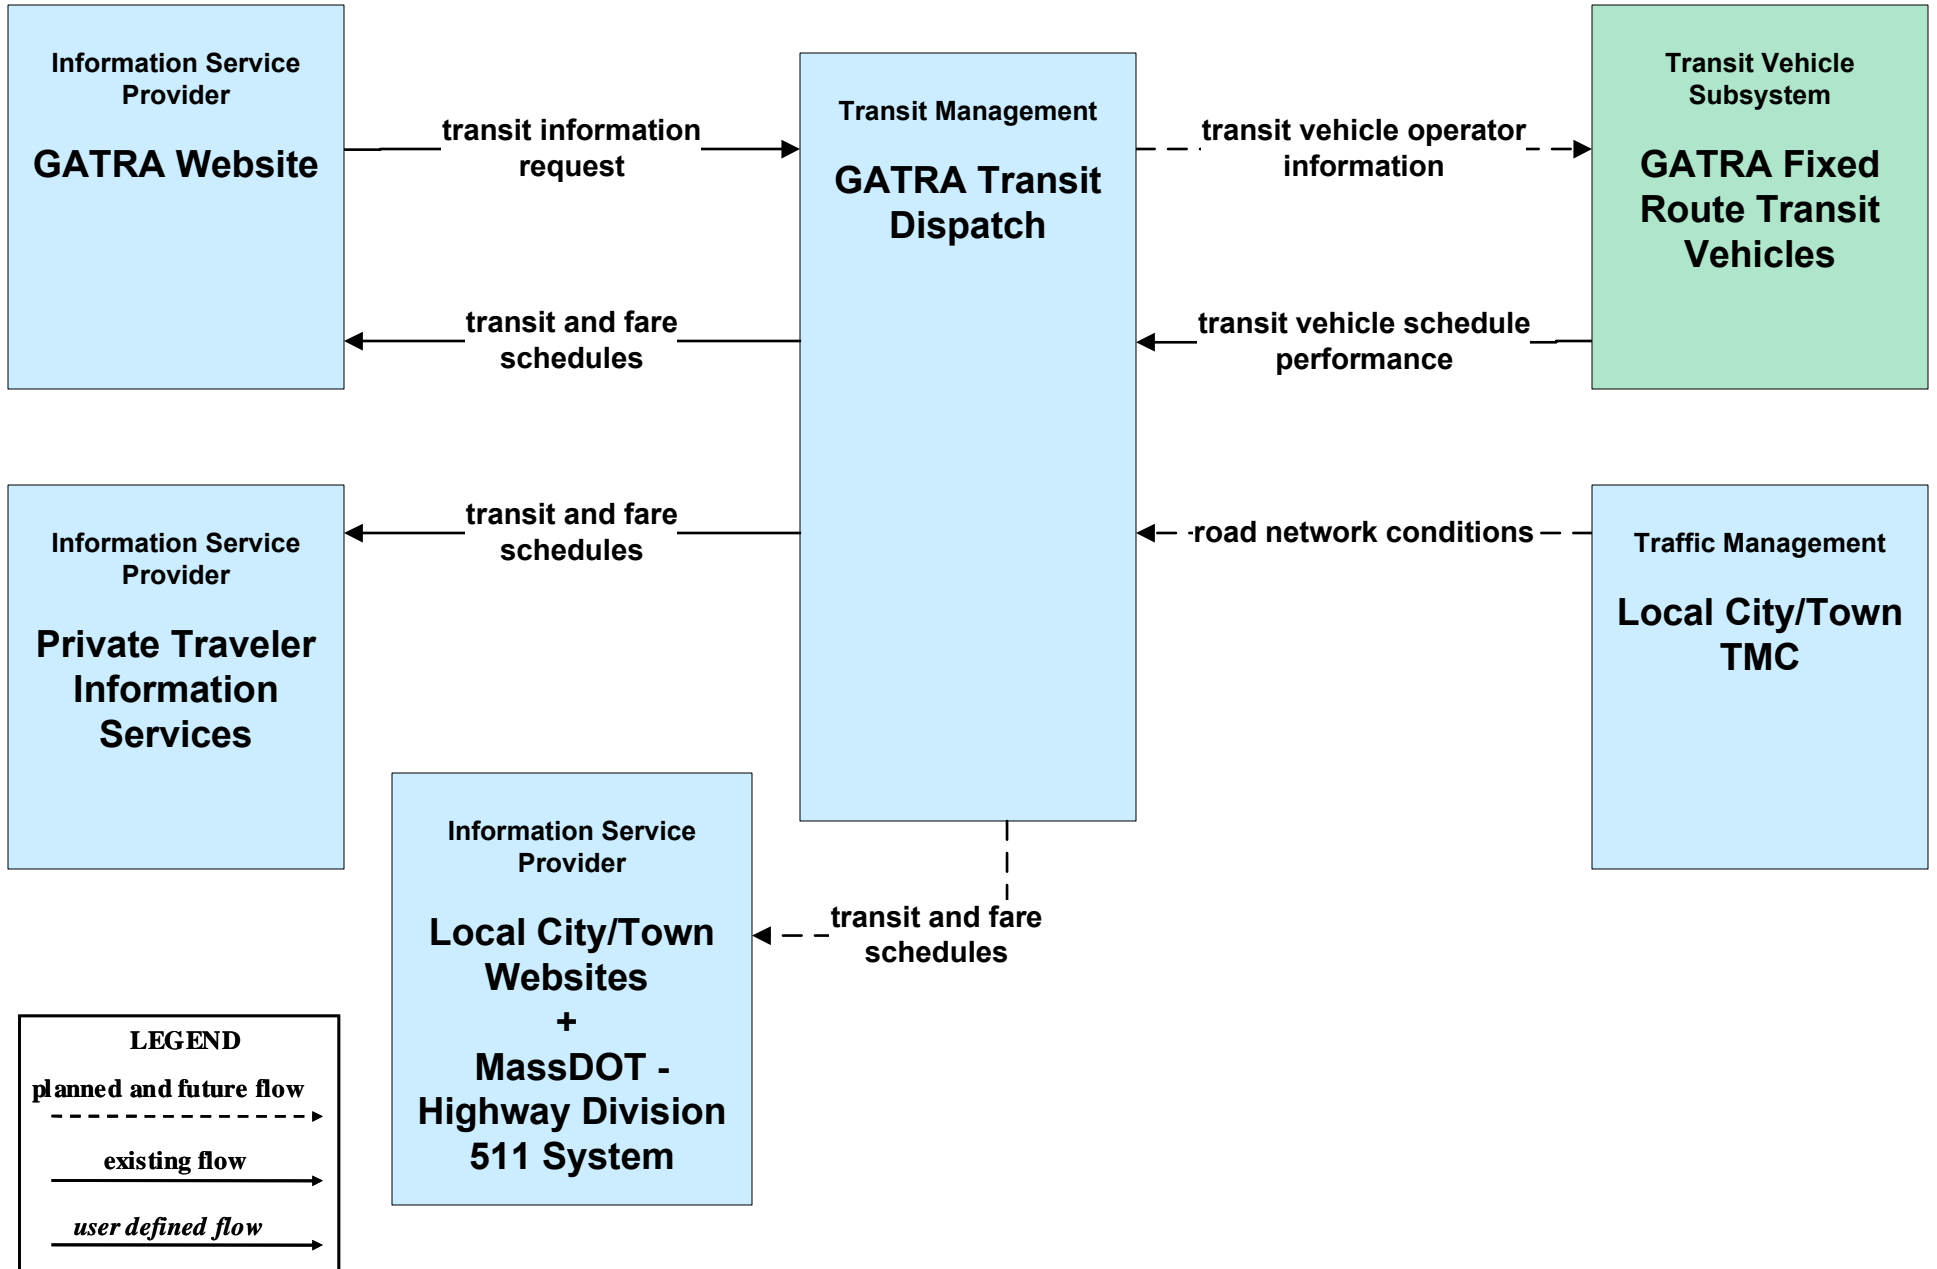 Information Service
Provider
GATRA Website
transit information
request
transit and fare
schedules
Transit Management
GATRA Transit
Dispatch
transit vehicle operator
information
transit vehicle schedule
performance
Transit Vehicle
Subsystem
GATRA Fixed
Route Transit
Vehicles
Information Service
Provider
Private Traveler
Information
Services
transit and fare
schedules
road network conditions
Traffic Management
Local City/Town
TMC
Information Service
Provider
Local City/Town
Websites
+
MassDOT -
Highway Division
511 System
transit and fare
schedules
LEGEND
planned and future flow
existing flow
user defined flow